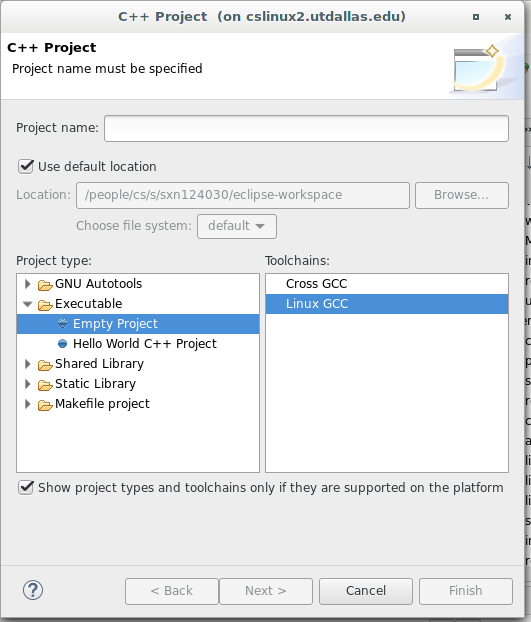 C++ Project (on cslinux2.utdallas.edu)
C++ Project
Project name must be specified
Project name:
Use default location
Location: /people/cs/s/sxn124030/eclipse-workspace Browse...
Choose file system: default
Project type: Toolchains:
GNU Autotools Cross GCC
Executable Linux GCC
Empty Project
Hello World C++ Project
Shared Library
Static Library
Makefile project
Show project types and toolchains only if they are supported on the platform
? < Back Next > Cancel Finish